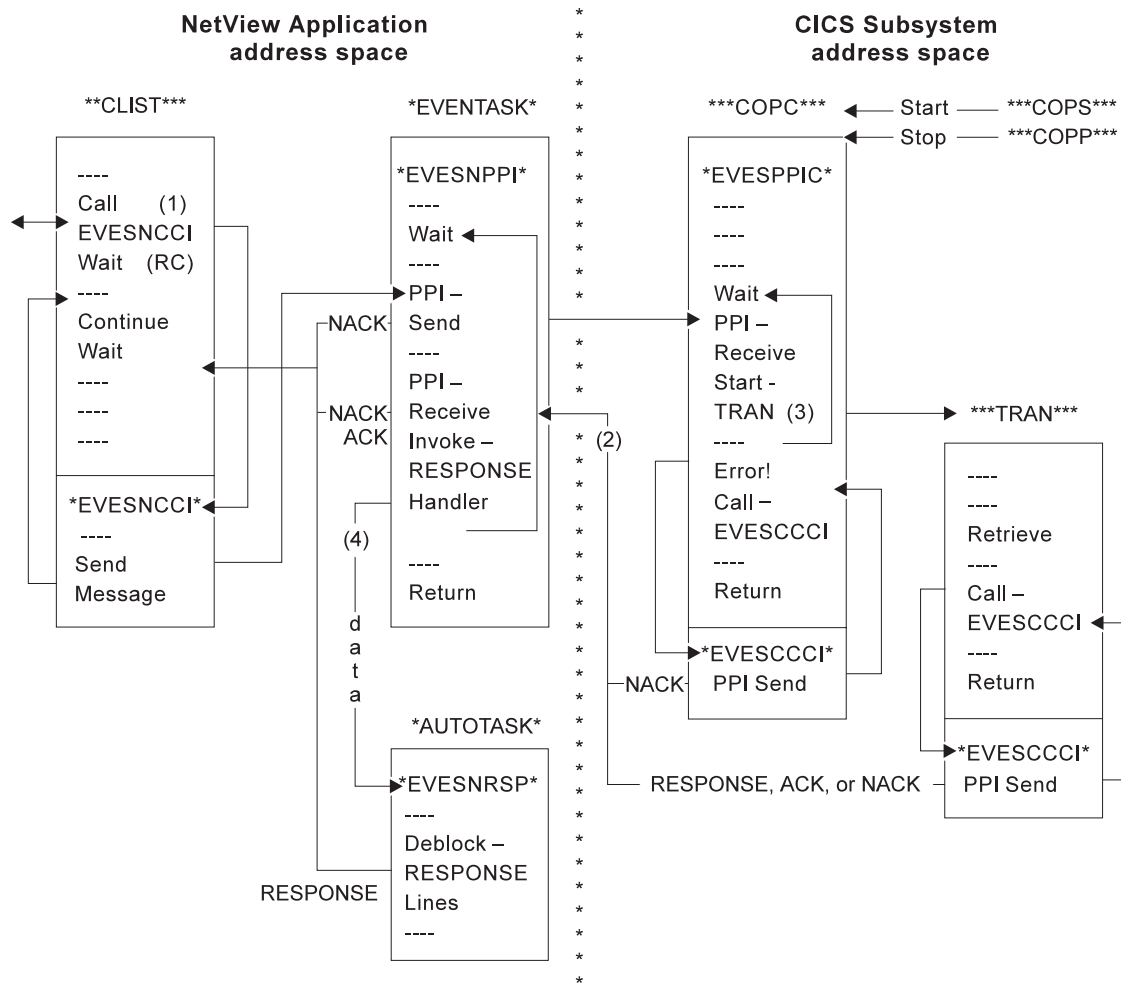 NetView Application
address space
CICS Subsystem
address space
**CLIST***
----
Call (1)
EVESNCCI
Wait (RC)
----
Continue
Wait
----
----
----
*EVESNCCI*
----
Send
Message
*EVENTASK*
*EVESNPPI*
----
Wait
----
PPI –
Send
----
PPI –
Receive
Invoke –
RESPONSE
Handler
----
Return
NACK
NACK
ACK
(4)
data
*AUTOTASK*
*EVESNRSP*
----
Deblock –
RESPONSE
Lines
----
RESPONSE
***COPC***
Start
***COPS***
Stop
***COPP***
*EVESPPIC*
----
----
----
Wait
PPI –
Receive
Start -
TRAN (3)
----
Error!
Call –
EVESCCCI
----
Return
*EVESCCCI*
PPI Send
(2)
NACK
RESPONSE, ACK, or NACK
***TRAN***
----
----
Retrieve
----
Call –
EVESCCCI
----
Return
*EVESCCCI*
PPI Send